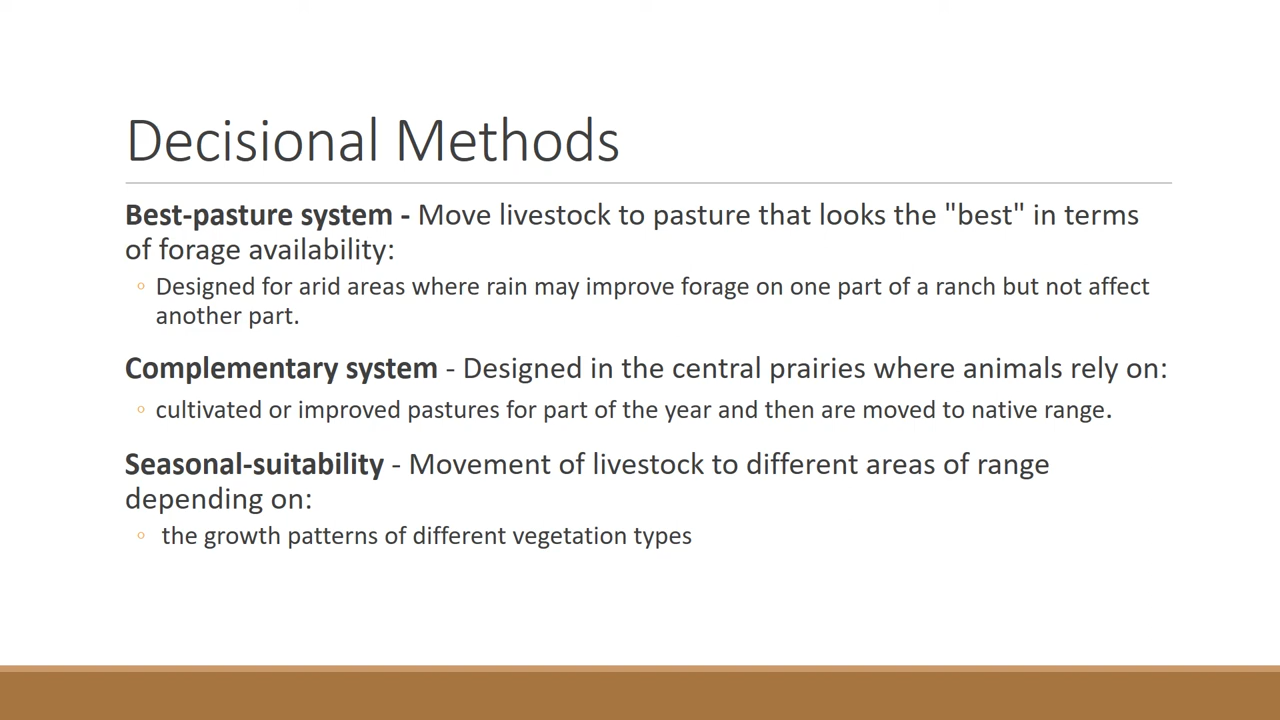 Decisional Methods
Best-pasture system - Move livestock to pasture that looks the "best" in terms
of forage availability:
◦ Designed for arid areas where rain may improve forage on one part of a ranch but not affect
another part.
Complementary system - Designed in the central prairies where animals rely on:
◦ cultivated or improved pastures for part of the year and then are moved to native range.
Seasonal-suitability - Movement of livestock to different areas of range
depending on:
◦ the growth patterns of different vegetation types